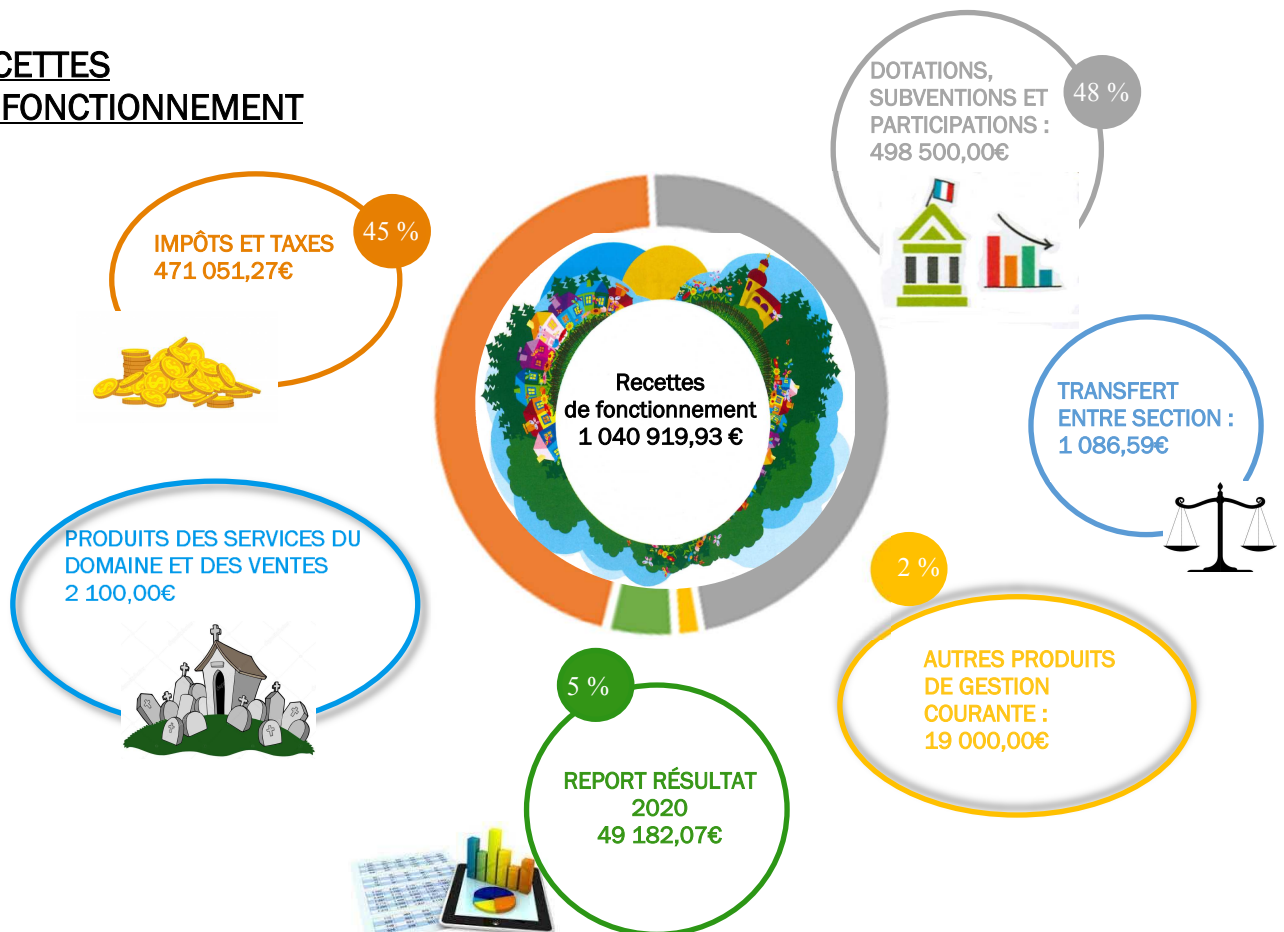 CETTES
FONCTIONNEMENT
DOTATIONS,
SUBVENTIONS ET
PARTICIPATIONS :
498 500,00€
48 %
IMPÔTS ET TAXES
471 051,27€
45 %
Recettes
de fonctionnement
1 040 919,93 €
TRANSFERT
ENTRE SECTION :
1 086,59€
PRODUITS DES SERVICES DU
DOMAINE ET DES VENTES
2 100,00€
2 %
AUTRES PRODUITS
DE GESTION
COURANTE :
19 000,00€
5 %
REPORT RÉSULTAT
2020
49 182,07€